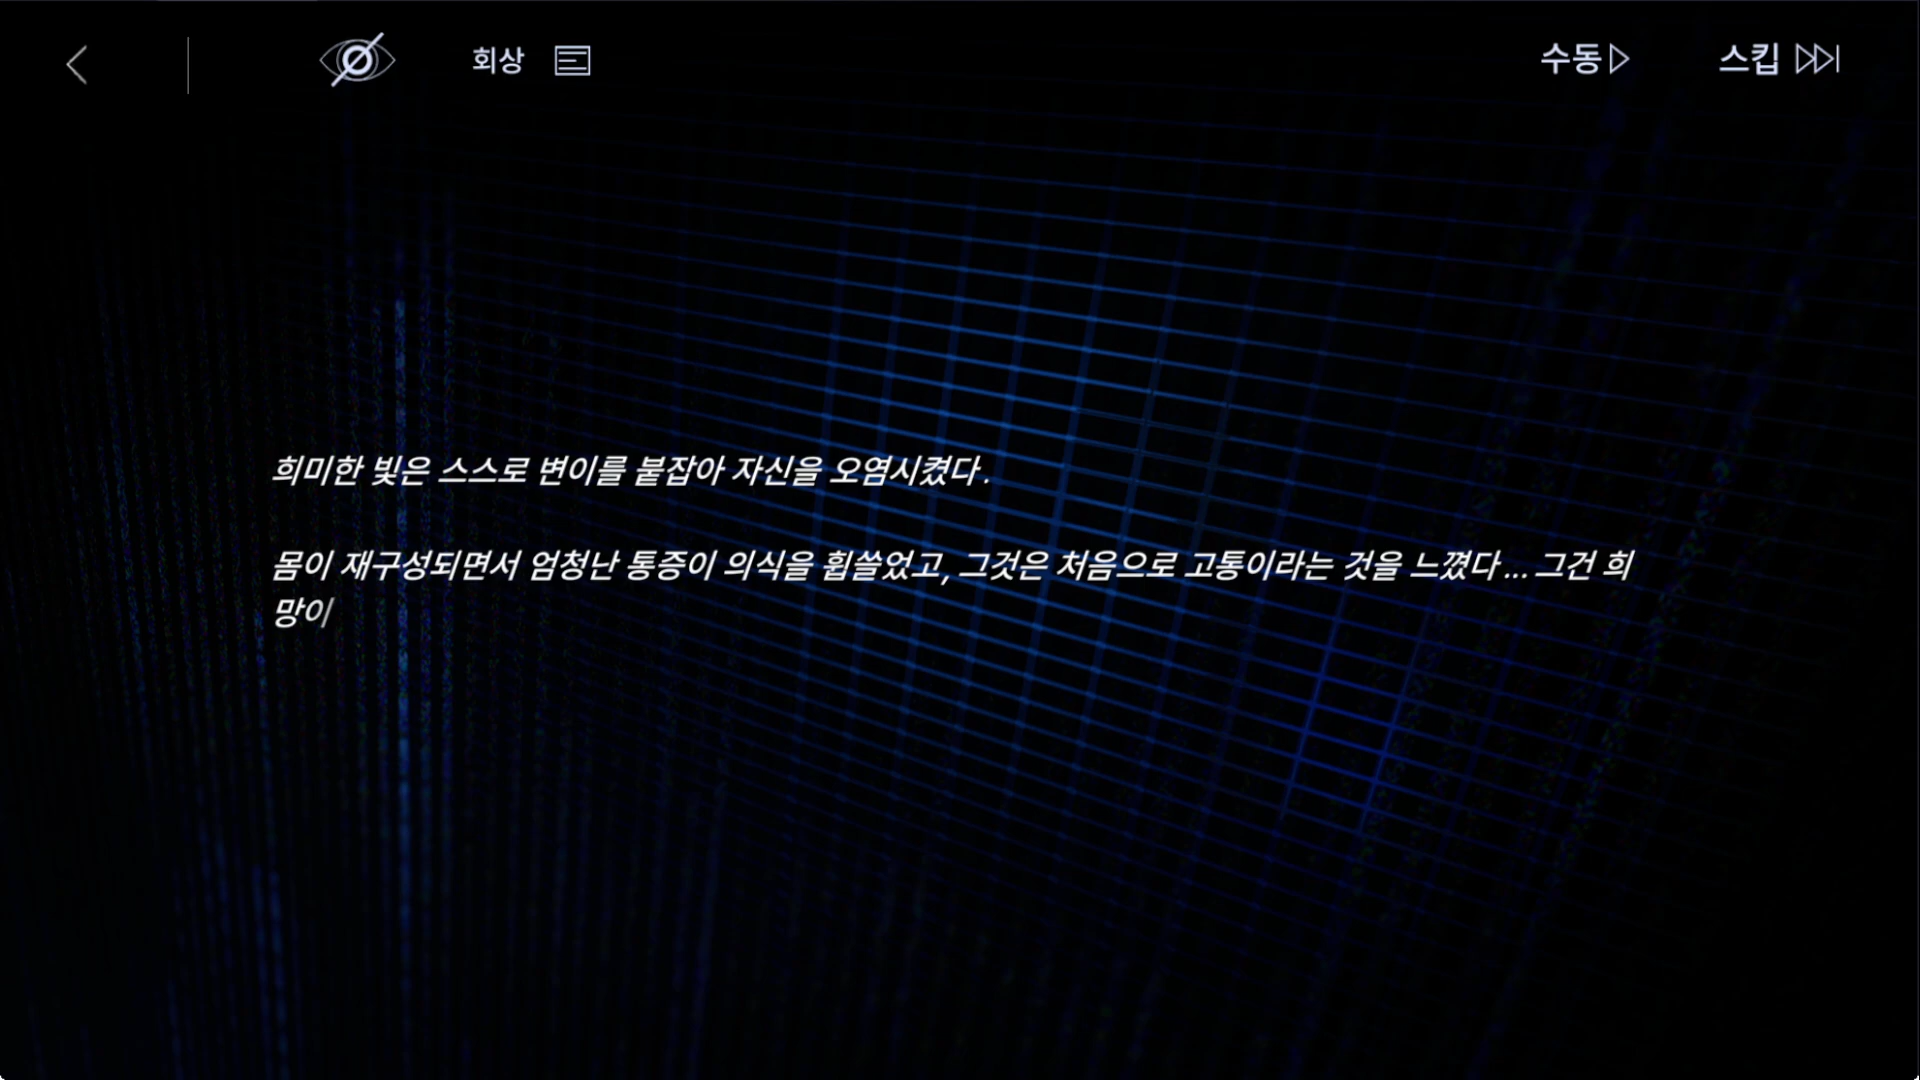 회상
수동
스킵
희미한 빛은 스스로 변이를 붙잡아 자신을 오염시켰다.
몸이 재구성되면서 엄청난 통증이 의식을 휩쓸었고, 그것은 처음으로 고통이라는 것을 느꼈다... 그건 희
망이